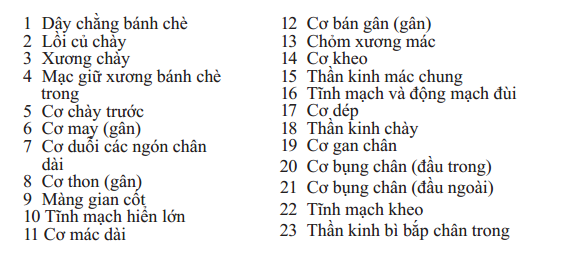 1 Dây chằng bánh chè
2 Lồi củ chày
3 Xương chày
4 Mạc giữ xương bánh chè
trong
5 Cơ chày trước
6 Cơ may (gân)
7 Cơ duỗi các ngón chân
dài
8 Cơ thon (gân)
9 Màng gian cốt
10 Tĩnh mạch hiển lớn
11 Cơ mác dài
12 Cơ bán gân (gân)
13 Chỏm xương mác
14 Cơ kheo
15 Thần kinh mác chung
16 Tĩnh mạch và động mạch đùi
17 Cơ dép
18 Thần kinh chày
19 Cơ gan chân
20 Cơ bụng chân (đầu trong)
21 Cơ bụng chân (đầu ngoài)
22 Tĩnh mạch kheo
23 Thần kinh bì bắp chân trong